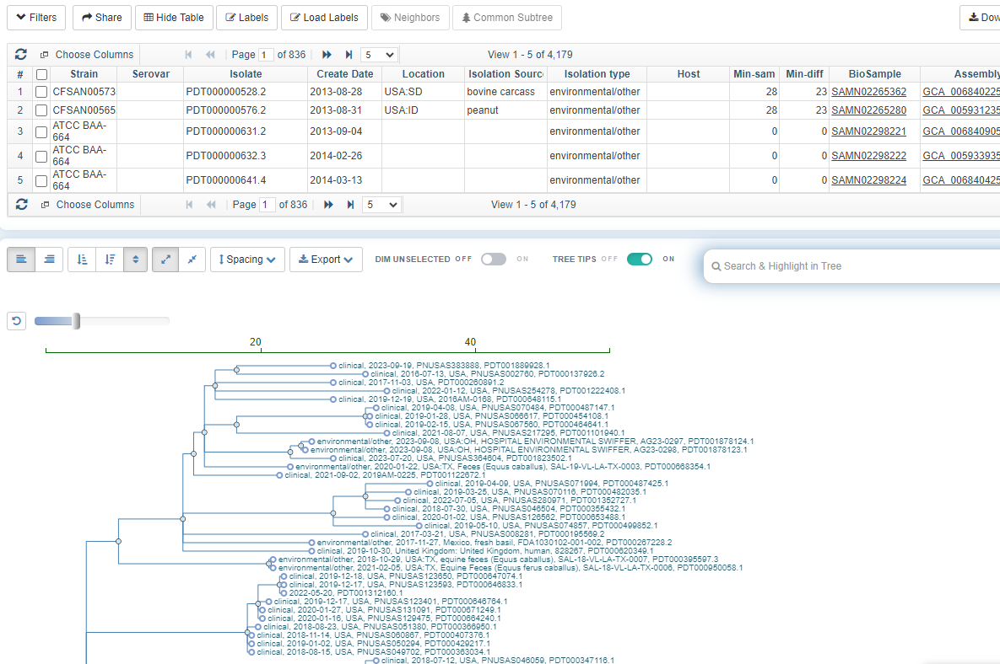 Filters Share Hide Table Labels Load Labels Neighbors Common Subtree Dow
Choose Columns Page 1 of 836 5 View 1 - 5 of 4,179
# Strain Serovar Isolate Create Date Location Isolation Sourc Isolation type Host Min-sam Min-diff BioSample Assembly
1 CFSAN00573 PDT000000528.2 2013-08-28 USA:SD bovine carcass environmental/other 28 23 SAMN02265362 GCA_006840225
2 CFSAN00565 PDT000000576.2 2013-08-31 USA:ID peanut environmental/other 28 23 SAMN02265280 GCA_005931235
3 ATCC BAA-664 PDT000000631.2 2013-09-04 environmental/other 0 0 SAMN02298221 GCA_006840905
4 ATCC BAA-664 PDT000000632.3 2014-02-26 environmental/other 0 0 SAMN02298222 GCA_005933935
5 ATCC BAA-664 PDT000000641.4 2014-03-13 environmental/other 0 0 SAMN02298224 GCA_006840425
Choose Columns Page 1 of 836 5 View 1 - 5 of 4,179
Spacing Export DIM UNSELECTED OFF ON TREE TIPS OFF ON Search & Highlight in Tree
20 40
clinical, 2023-09-19, USA, PNUSAS383888, PDT001889928.1
clinical, 2016-07-13, USA, PNUSAS002760, PDT000137926.2
clinical, 2017-11-03, USA, PDT000260891.2
clinical, 2022-01-12, USA, PNUSAS254278, PDT001222408.1
clinical, 2019-12-19, USA, 2016AM-0168, PDT000648115.1
clinical, 2019-04-08, USA, PNUSAS070484, PDT000487147.1
clinical, 2019-01-28, USA, PNUSAS066617, PDT000454108.1
clinical, 2019-02-15, USA, PNUSAS067560, PDT000464641.1
clinical, 2021-08-07, USA, PNUSAS217295, PDT001101940.1
environmental/other, 2023-09-08, USA:OH, HOSPITAL ENVIRONMENTAL SWIFFER, AG23-0297, PDT001878124.1
environmental/other, 2023-09-08, USA:OH, HOSPITAL ENVIRONMENTAL SWIFFER, AG23-0298, PDT001878123.1
clinical, 2023-07-20, USA, PNUSAS364604, PDT001823502.1
environmental/other, 2020-01-22, USA:TX, Feces (Equus caballus), SAL-19-VL-LA-TX-0003, PDT000668354.1
clinical, 2021-09-02, 2019AM-0225, PDT001122672.1
clinical, 2019-04-09, USA, PNUSAS071994, PDT000487425.1
clinical, 2019-03-25, USA, PNUSAS070116, PDT000482035.1
clinical, 2022-07-05, USA, PNUSAS280971, PDT001352727.1
clinical, 2018-07-30, USA, PNUSAS046504, PDT000355432.1
clinical, 2020-01-02, USA, PNUSAS126562, PDT000653488.1
clinical, 2019-05-10, USA, PNUSAS074857, PDT000499852.1
clinical, 2017-03-21, USA, PNUSAS008281, PDT000195569.2
environmental/other, 2017-11-27, Mexico, fresh basil, FDA1030102-001-002, PDT000267228.2
clinical, 2019-10-30, United Kingdom: United Kingdom, human, 828267, PDT000620349.1
environmental/other, 2018-10-29, USA:TX, equine feces (Equus caballus), SAL-18-VL-LA-TX-0007, PDT000395597.3
environmental/other, 2021-02-05, USA:TX, Equine Feces (Equus ferus caballus), SAL-18-VL-LA-TX-0006, PDT000950058.1
clinical, 2019-12-18, USA, PNUSAS123650, PDT000647074.1
clinical, 2019-12-17, USA, PNUSAS123593, PDT000646833.1
2022-05-20, PDT001312160.1
clinical, 2019-12-17, USA, PNUSAS123401, PDT000646764.1
clinical, 2020-01-27, USA, PNUSAS131091, PDT000671249.1
clinical, 2020-01-16, USA, PNUSAS129475, PDT000664240.1
clinical, 2018-08-23, USA, PNUSAS051380, PDT000366950.1
clinical, 2018-11-14, USA, PNUSAS060867, PDT000407376.1
clinical, 2019-01-02, USA, PNUSAS050294, PDT000429217.1
clinical, 2018-08-15, USA, PNUSAS049702, PDT000363034.1
clinical, 2018-07-12, USA, PNUSAS046059, PDT000347116.1